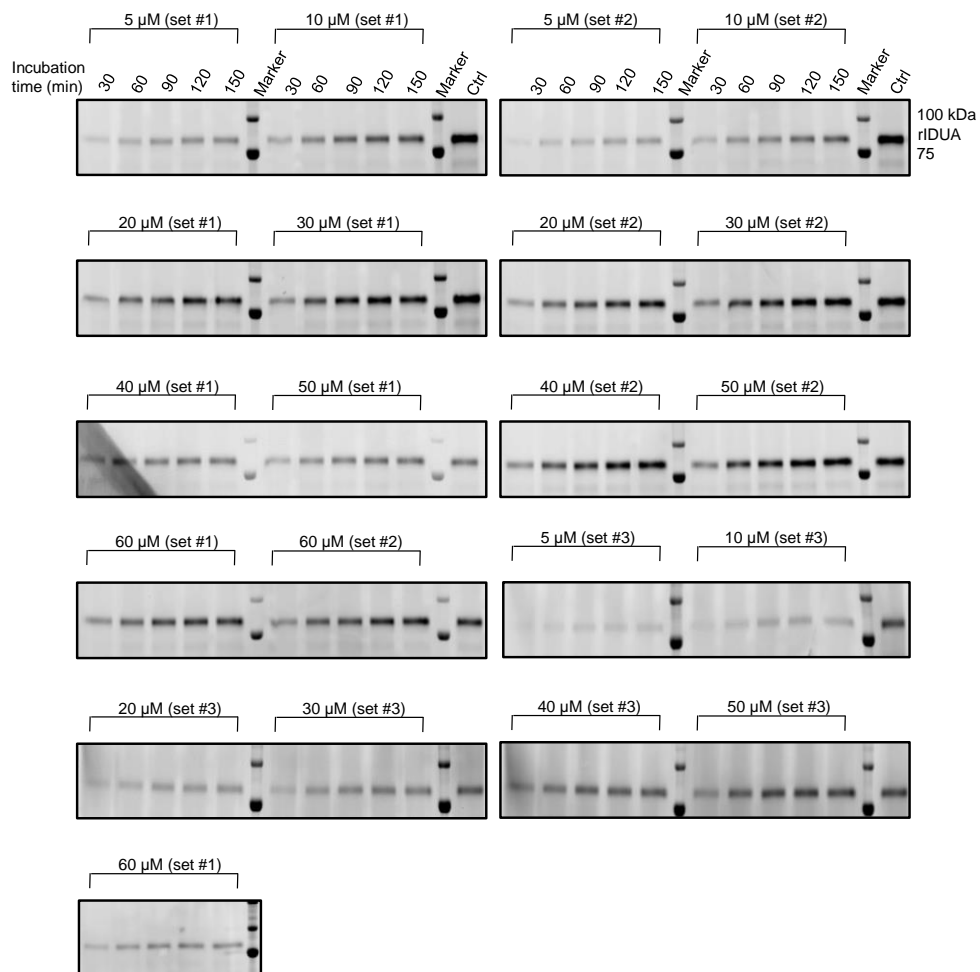 5 µM (set #1) 10 µM (set #1) 5 µM (set #2) 10 µM (set #2)
Incubation
time (min) 30 60 90 120 150 Marker 30 60 90 120 150 Marker Ctrl 30 60 90 120 150 Marker 30 60 90 120 150 Marker Ctrl
100 kDa
rIDUA
75
20 µM (set #1) 30 µM (set #1) 20 µM (set #2) 30 µM (set #2)
40 µM (set #1) 50 µM (set #1) 40 µM (set #2) 50 µM (set #2)
60 µM (set #1) 60 µM (set #2) 5 µM (set #3) 10 µM (set #3)
20 µM (set #3) 30 µM (set #3) 40 µM (set #3) 50 µM (set #3)
60 µM (set #1)